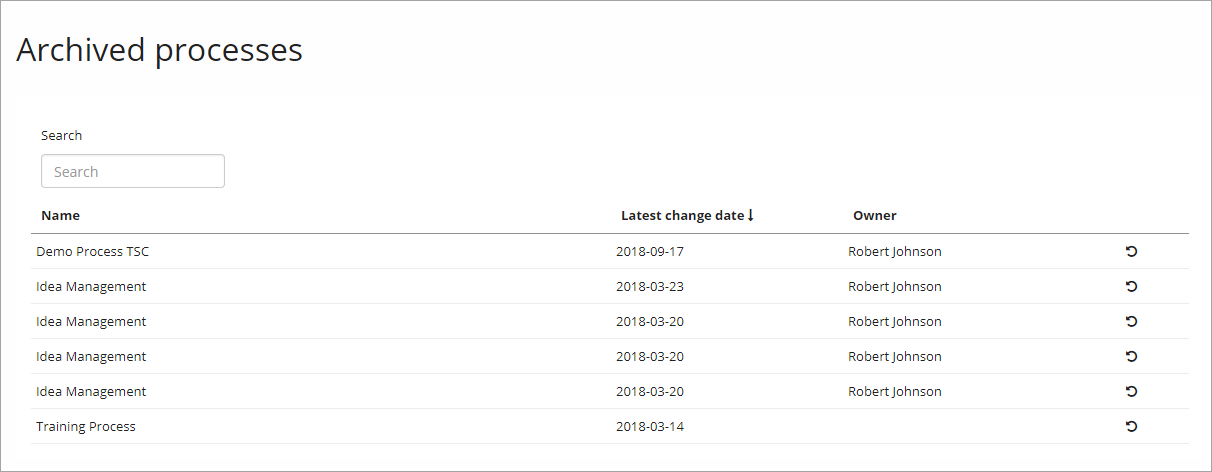 Archived processes
Search
Search
Name Latest change date Owner
Demo Process TSC 2018-09-17 Robert Johnson
Idea Management 2018-03-23 Robert Johnson
Idea Management 2018-03-20 Robert Johnson
Idea Management 2018-03-20 Robert Johnson
Idea Management 2018-03-20 Robert Johnson
Training Process 2018-03-14